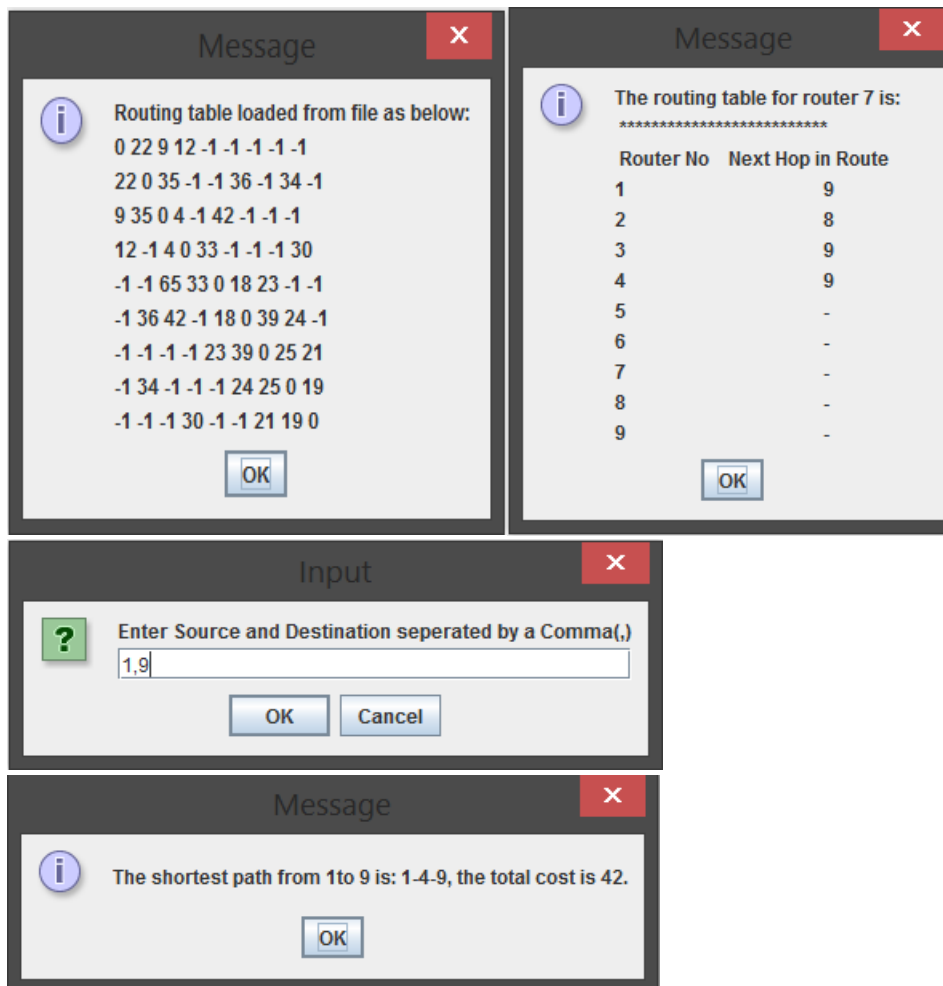 Message
X
i
Routing table loaded from file as below:
0 22 9 12 -1 -1 -1 -1 -1
22 0 35 -1 -1 36 -1 34 -1
9 35 0 4 -1 42 -1 -1 -1
12 -1 4 0 33 -1 -1 -1 30
-1 -1 65 33 0 18 23 -1 -1
-1 36 42 -1 18 0 39 24 -1
-1 -1 -1 -1 23 39 0 25 21
-1 34 -1 -1 -1 24 25 0 19
-1 -1 -1 30 -1 -1 21 19 0
OK
Message
X
i
The routing table for router 7 is:
***************************
Router No Next Hop in Route
1 9
2 8
3 9
4 9
5 -
6 -
7 -
8 -
9 -
OK
Input
X
?
Enter Source and Destination seperated by a Comma(,)
1,9
OK Cancel
Message
X
i
The shortest path from 1to 9 is: 1-4-9, the total cost is 42.
OK